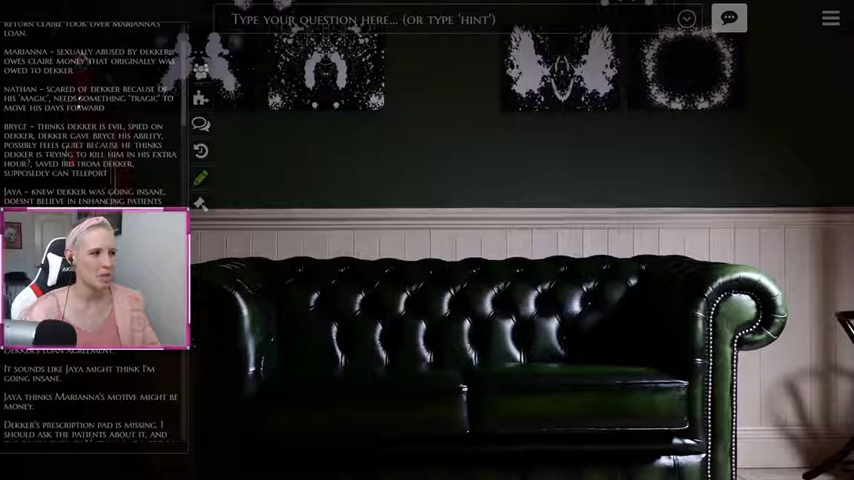 Type your question here... (or type 'hint')
return Claire took over Marianna's
loan.
Marianna – sexually abused by Dekker,
owes Claire money that originally was
owed to Dekker
Nathan – scared of Dekker because of
his 'magic', needs something 'tragic' to
move his days forward
Bryce – thinks Dekker is evil, spied on
Dekker, Dekker gave Bryce his ability,
possibly feels guilt because he thinks
Dekker is trying to kill him in his extra
hour?, saved Iris from Dekker,
supposedly can teleport
Jaya – knew Dekker was going insane,
doesnt believe in enhancing patients
Dekker's loan agreement.
It sounds like Jaya might think I'm
going insane.
Jaya thinks Marianna's motive might be
money.
Dekker's prescription pad is missing. I
should ask the patients about it, and